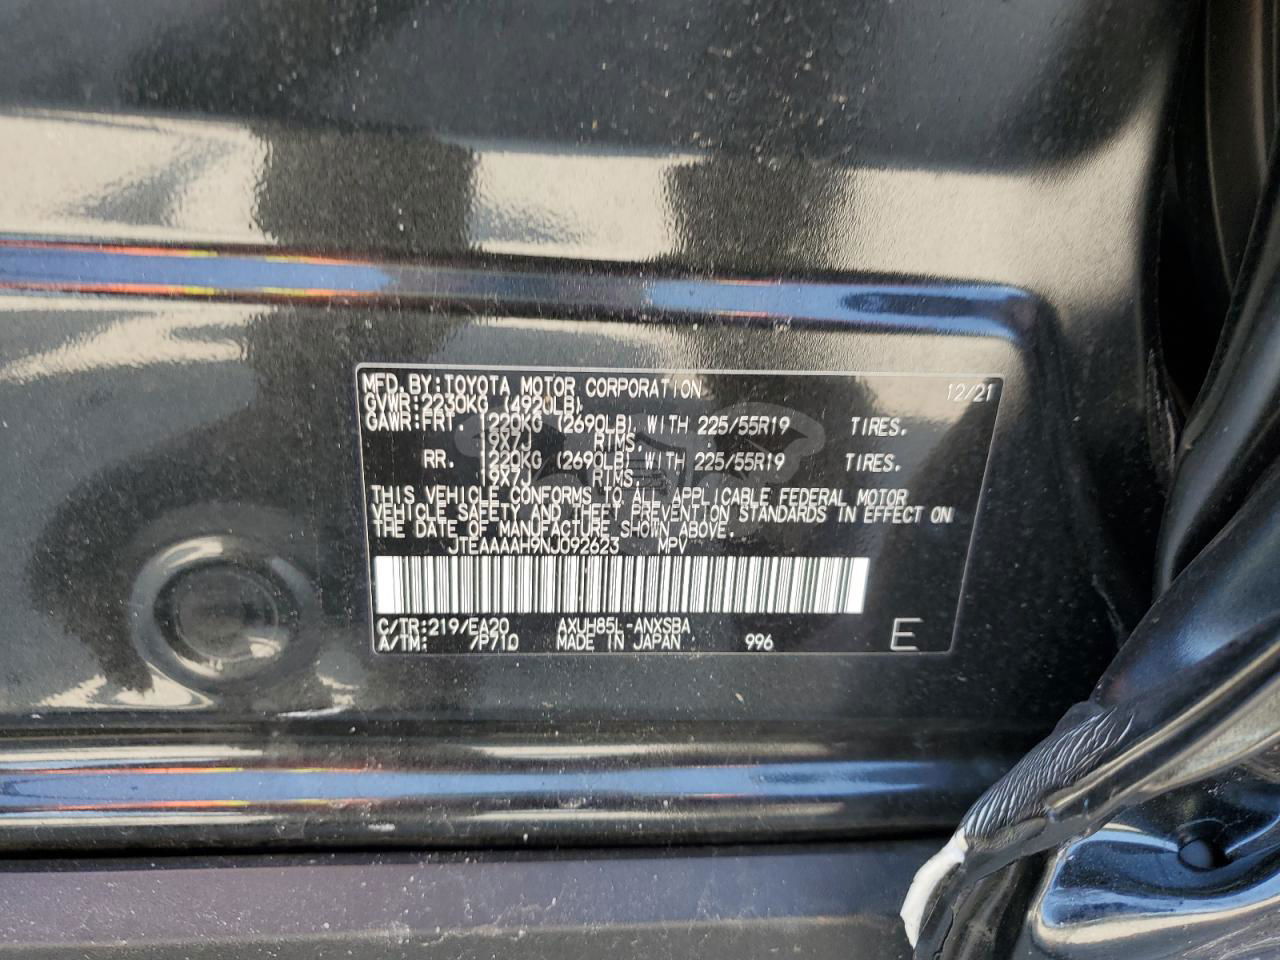 MFD.BY:TOYOTA MOTOR CORPORATION 12/21
GVWR:2230KG (4920LB)
GAWR:FRT. 1220KG (2690LB) WITH 225/55R19 TIRES.
19X7J RIMS.
RR. 1220KG (2690LB) WITH 225/55R19 TIRES.
19X7J RIMS.
THIS VEHICLE CONFORMS TO ALL APPLICABLE FEDERAL MOTOR
VEHICLE SAFETY AND THEFT PREVENTION STANDARDS IN EFFECT ON
THE DATE OF MANUFACTURE SHOWN ABOVE.
JTEAAAAH9NJ092623 MPV
C/TR:219/EA20 AXUH85L-ANXSBA
A/TM: /P710 MADE IN JAPAN 996 E